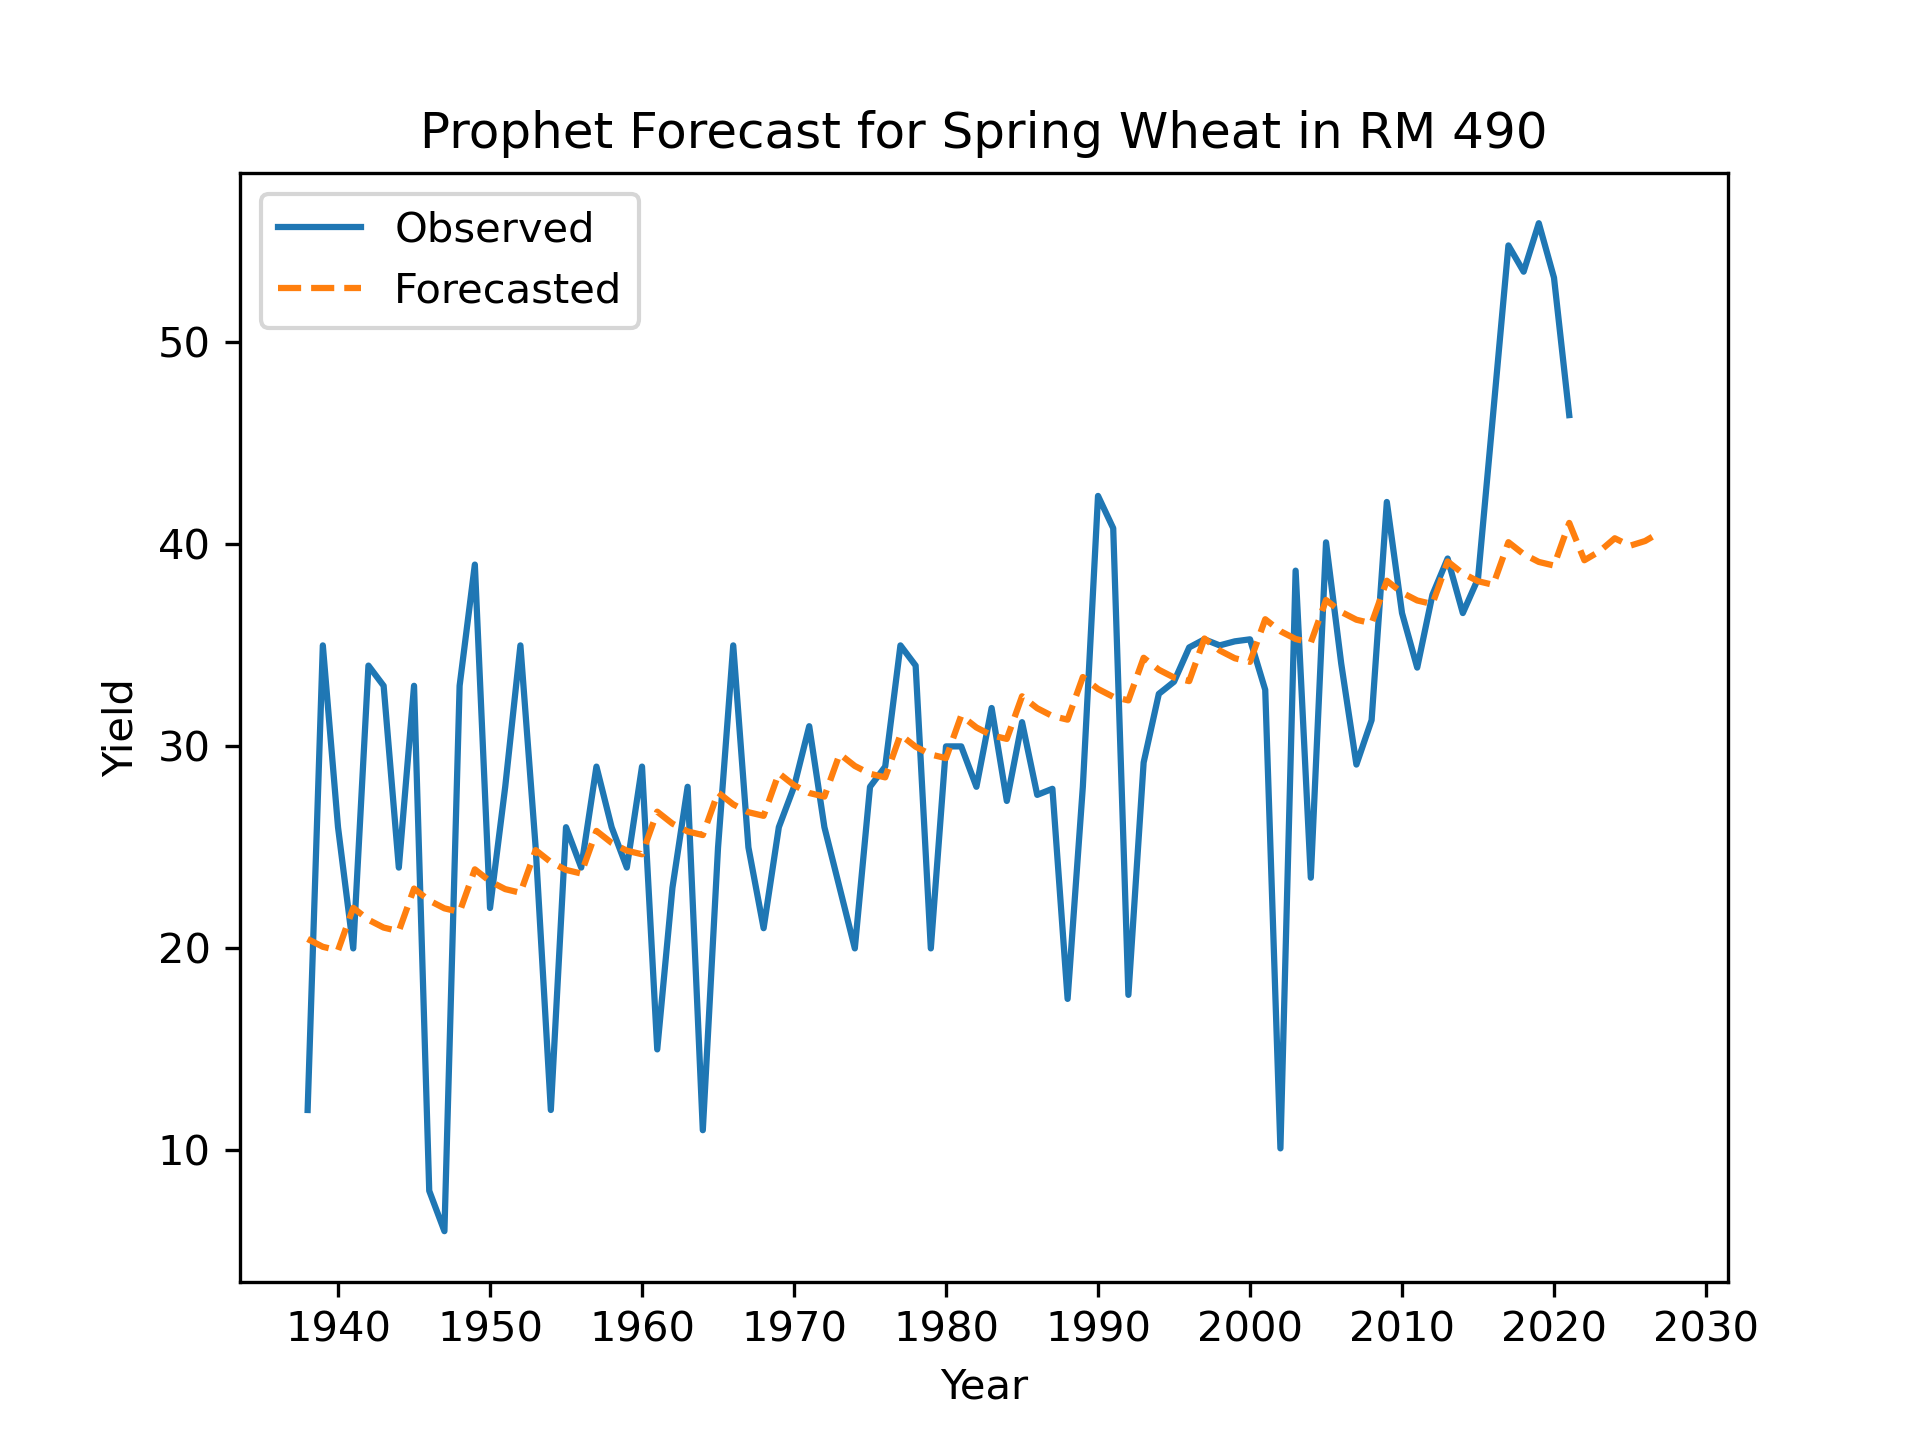 Prophet Forecast for Spring Wheat in RM 490
Observed
Forecasted
50
40
30
20
10
Yield
1940 1950 1960 1970 1980 1990 2000 2010 2020 2030
Year